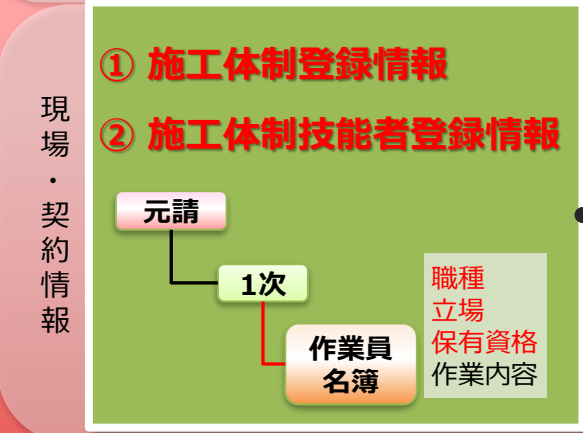 現場・契約情報
① 施工体制登録情報
② 施工体制技能者登録情報
元請
1次
作業員
名簿
職種
立場
保有資格
作業内容